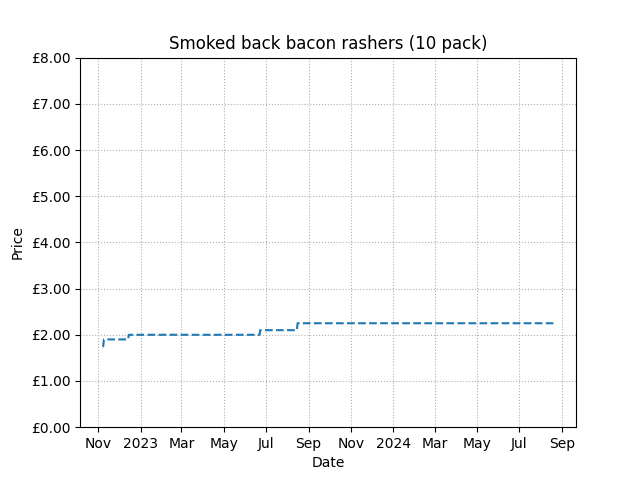 Smoked back bacon rashers (10 pack)
£8.00
£7.00
£6.00
£5.00
£4.00
£3.00
£2.00
£1.00
£0.00
Price
Nov 2023 Mar May Jul Sep Nov 2024 Mar May Jul Sep
Date